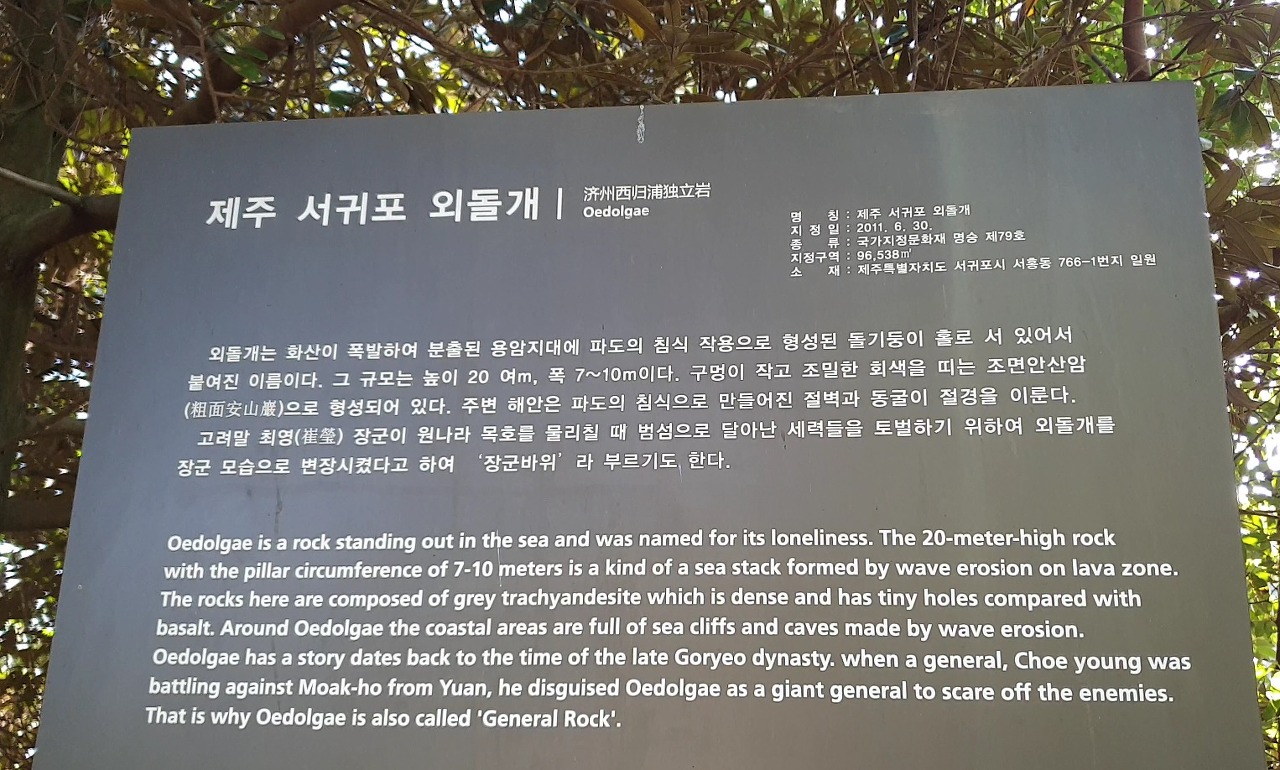 제주 서귀포 외돌개 | 济州西归浦独立岩
Oedolgae
명 칭 : 제주 서귀포 외돌개
지 정 일 : 2011. 6. 30.
종 류 : 국가지정문화재 명승 제79호
지정구역 : 96,538㎡
소 재 : 제주특별자치도 서귀포시 서홍동 766-1번지 일원
외돌개는 화산이 폭발하여 분출된 용암지대에 파도의 침식 작용으로 형성된 돌기둥이 홀로 서 있어서
붙여진 이름이다. 그 규모는 높이 20 여m, 폭 7~10m이다. 구멍이 작고 조밀한 회색을 띠는 조면안산암
(粗面安山巖)으로 형성되어 있다. 주변 해안은 파도의 침식으로 만들어진 절벽과 동굴이 절경을 이룬다.
고려말 최영(崔瑩) 장군이 원나라 목호를 물리칠 때 범섬으로 달아난 세력들을 토벌하기 위하여 외돌개를
장군 모습으로 변장시켰다고 하여 ‘장군바위’ 라 부르기도 한다.
Oedolgae is a rock standing out in the sea and was named for its loneliness. The 20-meter-high rock
with the pillar circumference of 7-10 meters is a kind of a sea stack formed by wave erosion on lava zone.
The rocks here are composed of grey trachyandesite which is dense and has tiny holes compared with
basalt. Around Oedolgae the coastal areas are full of sea cliffs and caves made by wave erosion.
Oedolgae has a story dates back to the time of the late Goryeo dynasty. when a general, Choe young was
battling against Moak-ho from Yuan, he disguised Oedolgae as a giant general to scare off the enemies.
That is why Oedolgae is also called 'General Rock'.